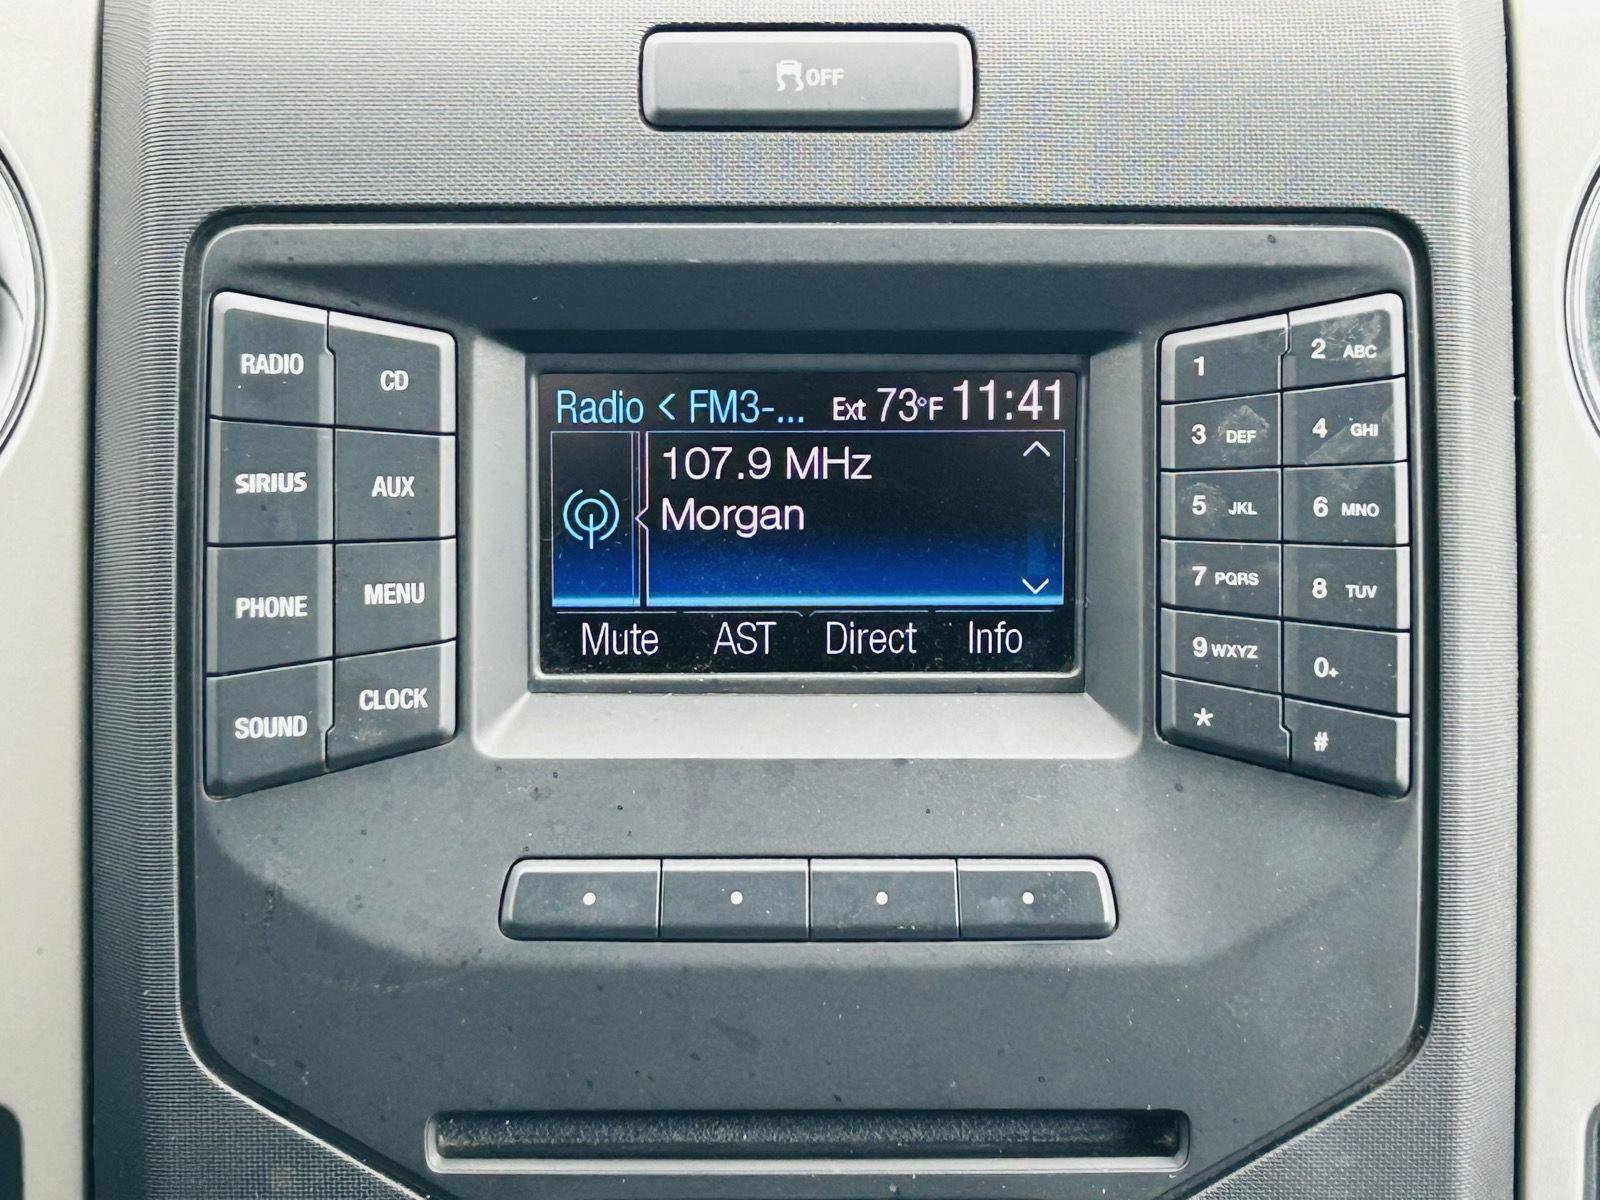 OFF
RADIO
CD
SIRIUS
AUX
PHONE
MENU
SOUND
CLOCK
Radio < FM3-... Ext 73°F 11:41
107.9 MHz
Morgan
Mute AST Direct Info
1
2 ABC
3 DEF
4 GHI
5 JKL
6 MNO
7 PQRS
8 TUV
9 WXYZ
0+
*
#